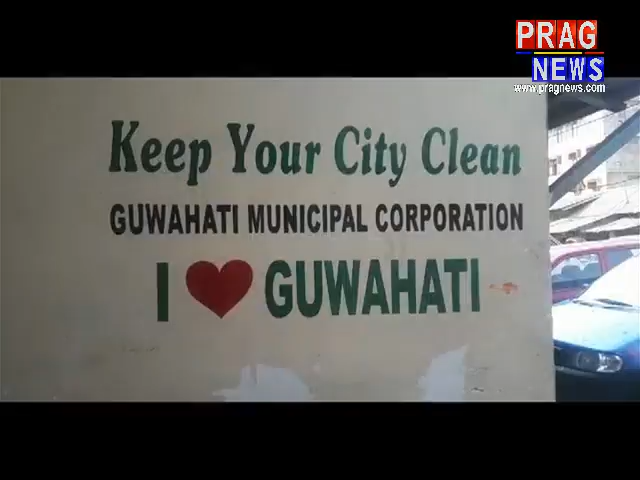 PRAG
NEWS
www.pragnews.com
Keep Your City Clean
GUWAHATI MUNICIPAL CORPORATION
I ❤ GUWAHATI